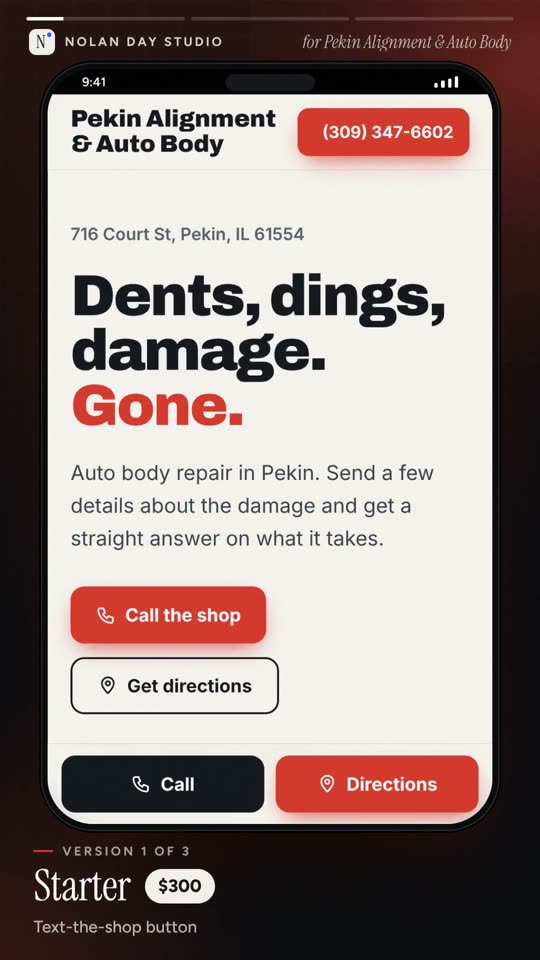 N
NOLAN DAY STUDIO
for Pekin Alignment & Auto Body
9:41
Pekin Alignment
& Auto Body
(309) 347-6602
716 Court St, Pekin, IL 61554
Dents, dings,
damage.
Gone.
Auto body repair in Pekin. Send a few
details about the damage and get a
straight answer on what it takes.
Call the shop
Get directions
Call
Directions
VERSION 1 OF 3
Starter
$300
Text-the-shop button